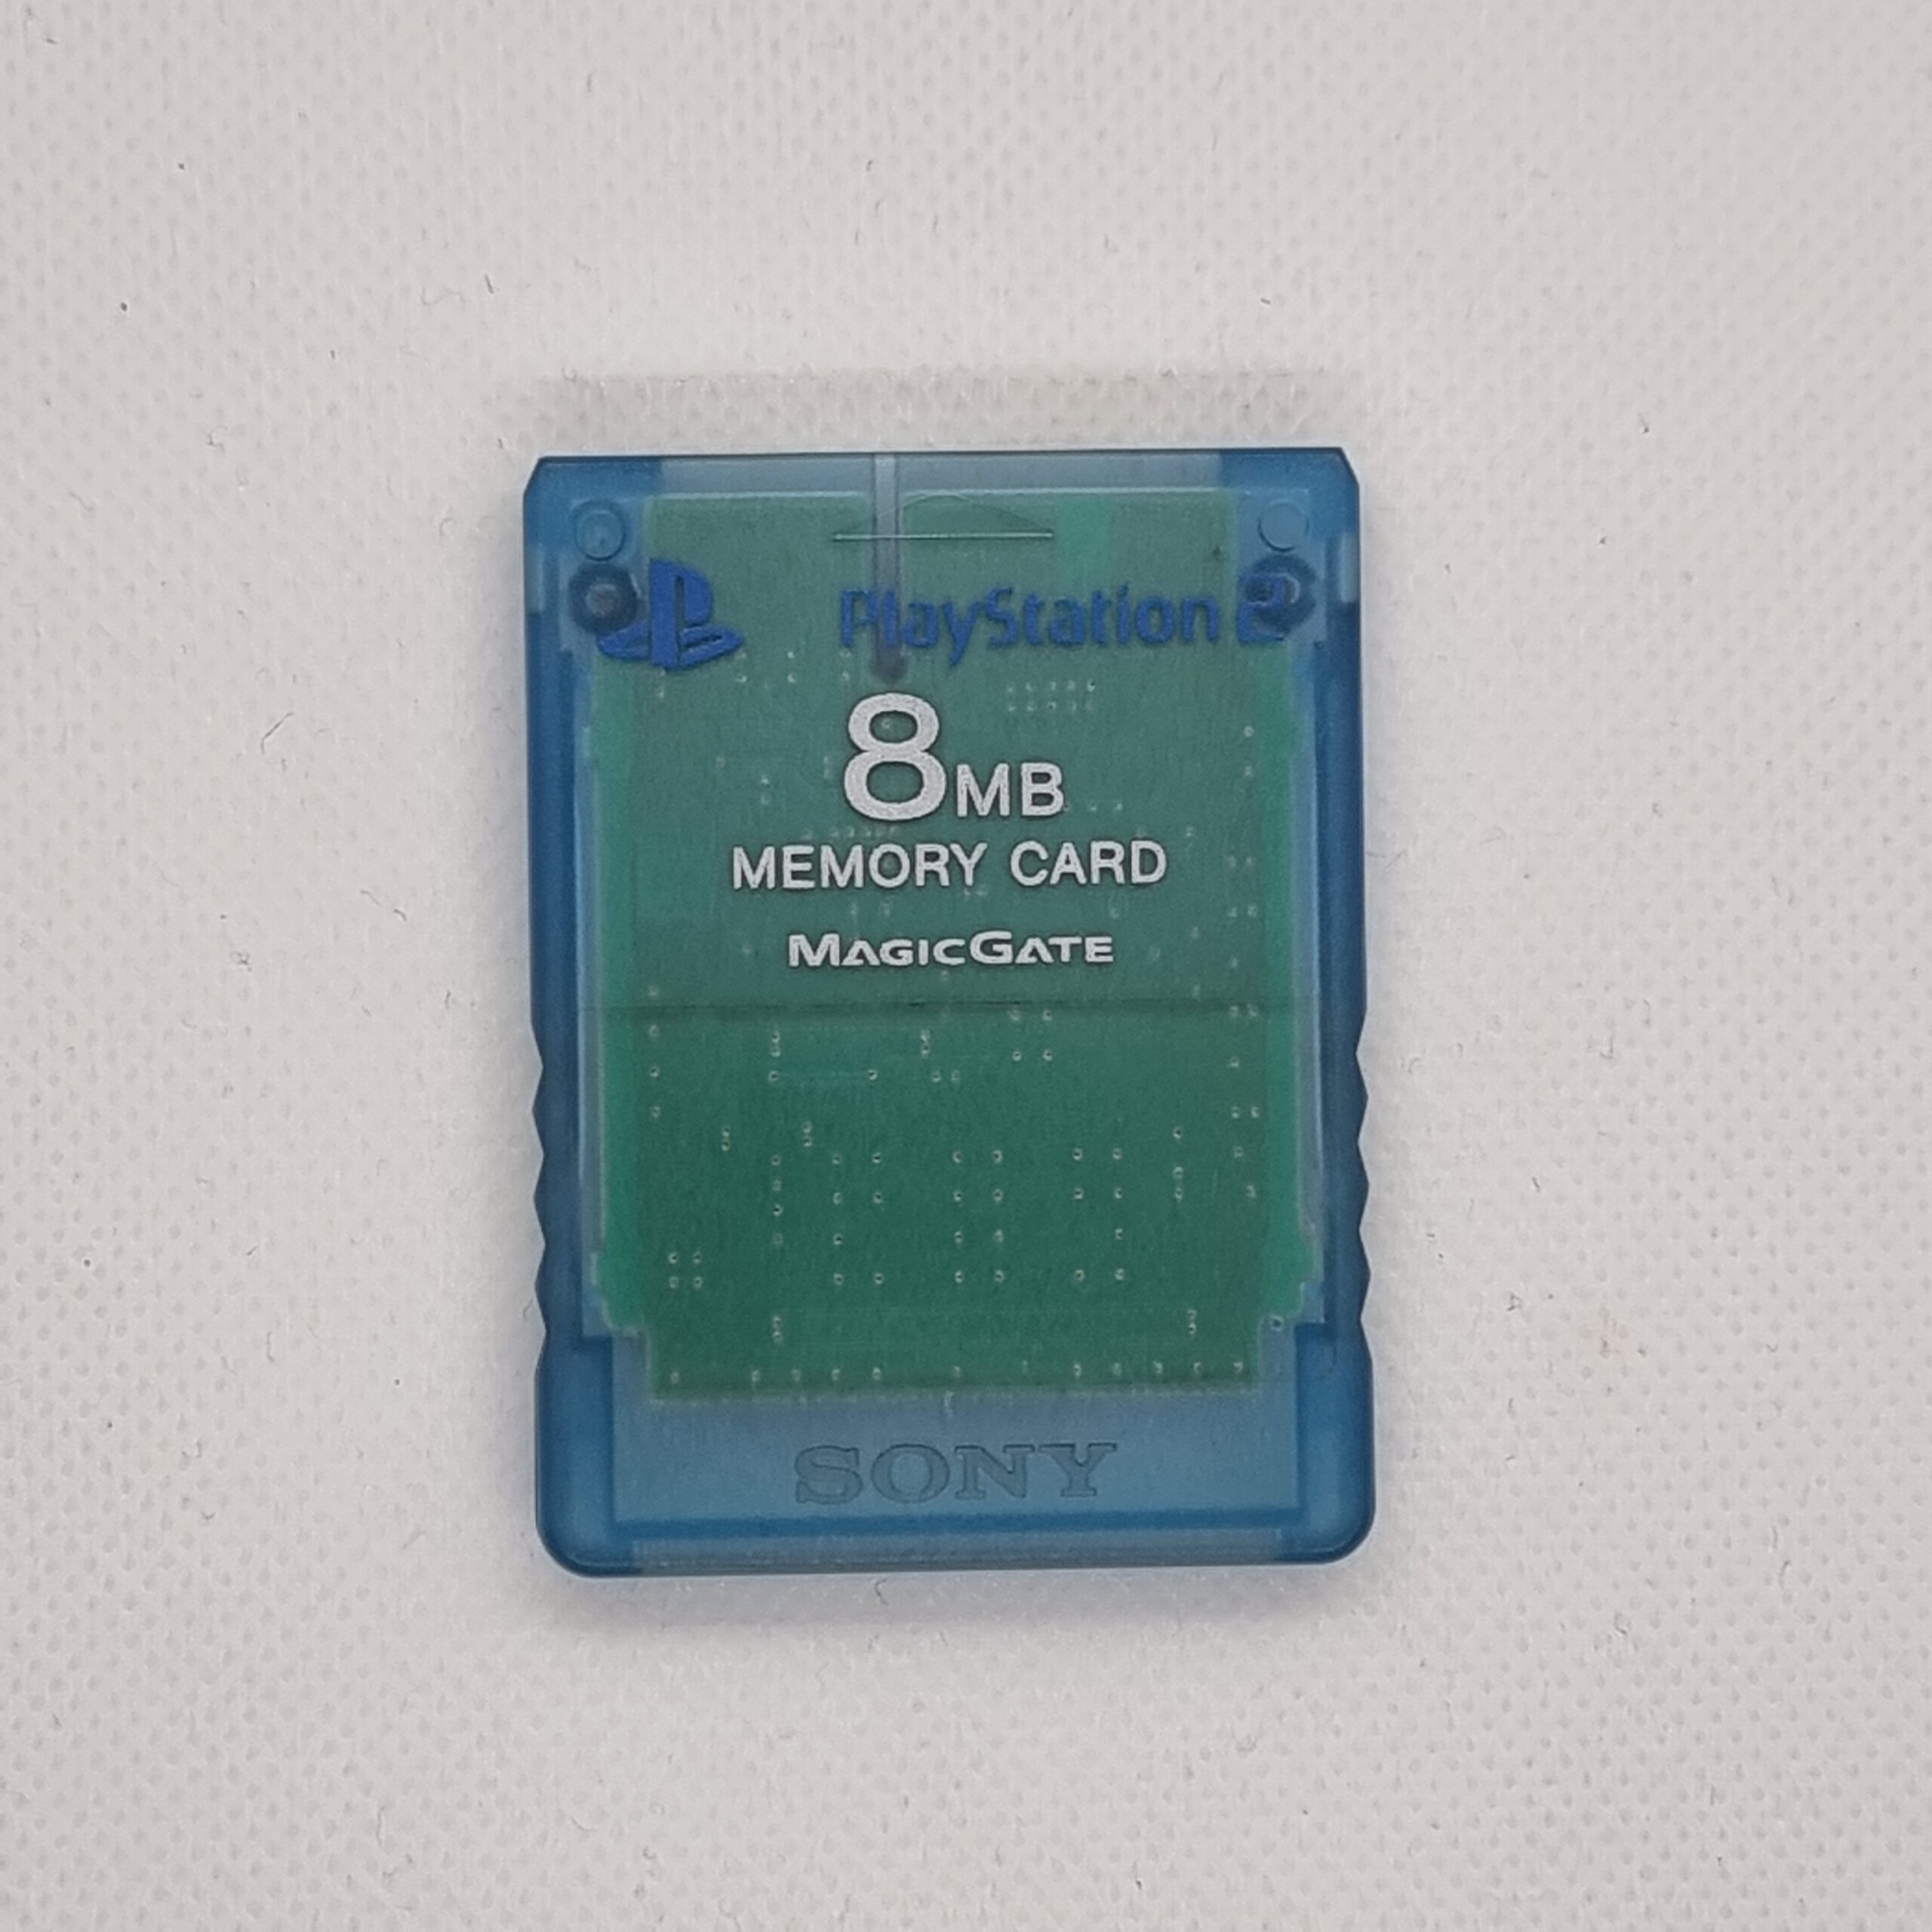 PlayStation 2
8MB
MEMORY CARD
MAGICGATE
SONY